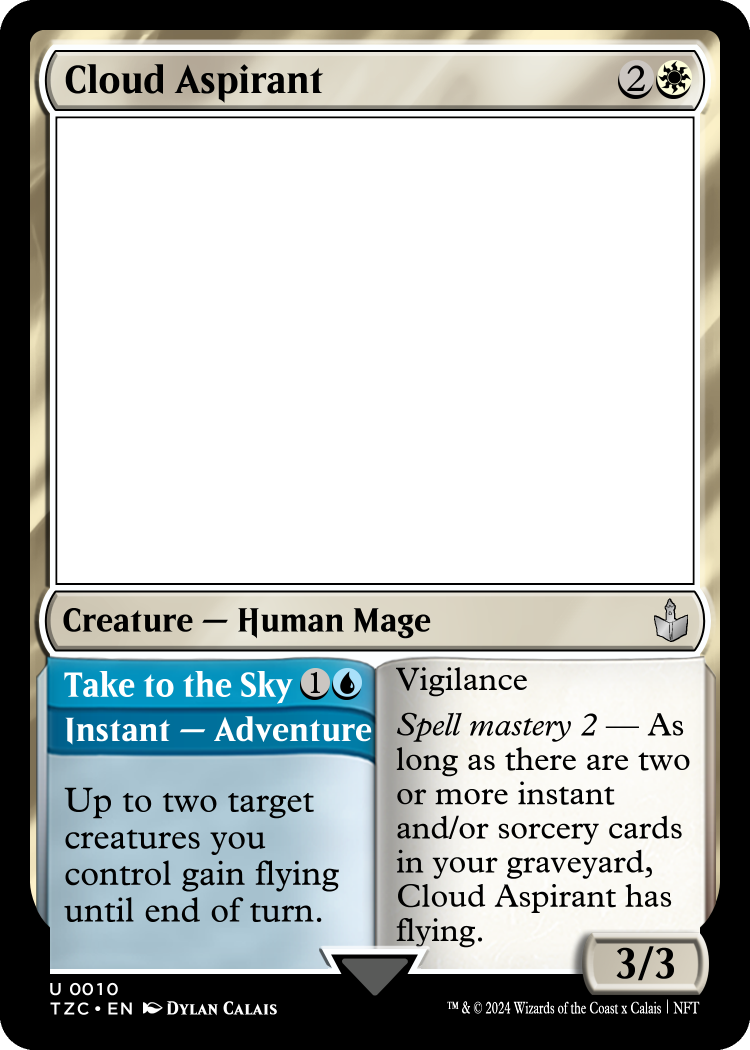 Cloud Aspirant 2
Creature — Human Mage
Take to the Sky 1
Instant — Adventure
Up to two target
creatures you
control gain flying
until end of turn.
Vigilance
Spell mastery 2 — As
long as there are two
or more instant
and/or sorcery cards
in your graveyard,
Cloud Aspirant has
flying.
3/3
U 0010
TZC • EN Dylan Calais
™ & © 2024 Wizards of the Coast x Calais | NFT